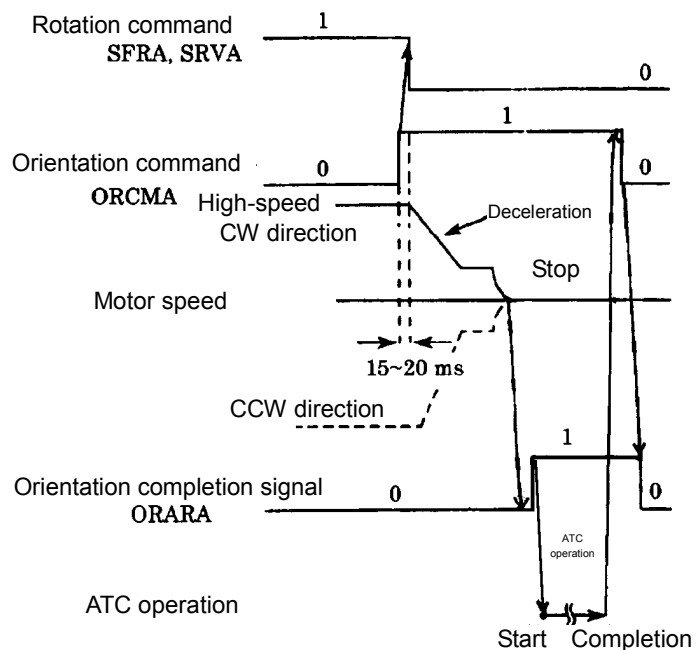 Rotation command
1
SFRA, SRVA
0
1
Orientation command
0
0
ORCMA
High-speed
Deceleration
CW direction
Stop
Motor speed
15~20 ms
CCW direction
1
Orientation completion signal
0
0
ORARA
ATC
operation
ATC operation
Start
Completion